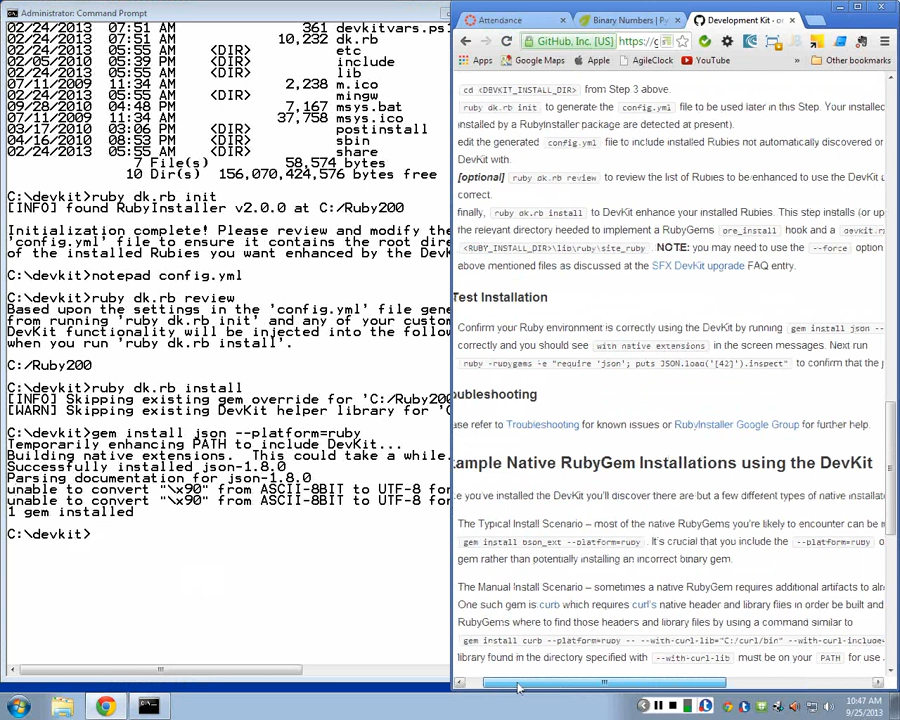 Administrator: Command Prompt
02/24/2013 07:51 AM 361 devkitvars.ps1
02/24/2013 07:51 AM 10,232 dk.rb
02/24/2013 05:55 AM <DIR> etc
02/05/2010 05:39 PM <DIR> include
02/24/2013 05:55 AM <DIR> lib
07/11/2009 11:34 AM 2,238 m.ico
02/24/2013 05:55 AM <DIR> mingw
09/28/2010 04:48 PM 7,167 msys.bat
07/11/2009 11:34 AM 37,758 msys.ico
03/17/2010 03:06 PM <DIR> postinstall
04/16/2010 08:53 PM <DIR> sbin
02/24/2013 05:55 AM <DIR> share
7 File(s) 58,574 bytes
10 Dir(s) 156,070,424,576 bytes free
C:\devkit>ruby dk.rb init
[INFO] found RubyInstaller v2.0.0 at C:/Ruby200
Initialization complete! Please review and modify the
'config.yml' file to ensure it contains the root dire
of the installed Rubies you want enhanced by the DevK
C:\devkit>notepad config.yml
C:\devkit>ruby dk.rb review
Based upon the settings in the 'config.yml' file gene
from running 'ruby dk.rb init' and any of your custom
DevKit functionality will be injected into the follow
when you run 'ruby dk.rb install'.
C:/Ruby200
C:\devkit>ruby dk.rb install
[INFO] Skipping existing gem override for 'C:/Ruby200
[WARN] Skipping existing DevKit helper library for 'C
C:\devkit>gem install json --platform=ruby
Temporarily enhancing PATH to include DevKit...
Building native extensions.  This could take a while.
Successfully installed json-1.8.0
Parsing documentation for json-1.8.0
unable to convert "\x90" from ASCII-8BIT to UTF-8 for
unable to convert "\x90" from ASCII-8BIT to UTF-8 for
1 gem installed
C:\devkit>
Attendance
Binary Numbers | Py
Development Kit · o
GitHub, Inc. [US] https://g
Apps Google Maps Apple AgileClock YouTube » Other bookmarks
cd <DEVKIT_INSTALL_DIR> from Step 3 above.
ruby dk.rb init to generate the config.yml file to be used later in this Step. Your installed
installed by a RubyInstaller package are detected at present).
edit the generated config.yml file to include installed Rubies not automatically discovered or
DevKit with.
[optional] ruby dk.rb review to review the list of Rubies to be enhanced to use the DevKit a
correct.
finally, ruby dk.rb install to DevKit enhance your installed Rubies. This step installs (or up
the relevant directory needed to implement a RubyGems pre_install hook and a devkit.r
<RUBY_INSTALL_DIR>\lib\ruby\site_ruby. NOTE: you may need to use the --force option
above mentioned files as discussed at the SFX DevKit upgrade FAQ entry.
Test Installation
Confirm your Ruby environment is correctly using the DevKit by running gem install json --
correctly and you should see with native extensions in the screen messages. Next run
ruby -rubygems -e "require 'json'; puts JSON.load('[42]').inspect" to confirm that the j
oubleshooting
ase refer to Troubleshooting for known issues or RubyInstaller Google Group for further help.
ample Native RubyGem Installations using the DevKit
e you've installed the DevKit you'll discover there are but a few different types of native installat
The Typical Install Scenario – most of the native RubyGems you're likely to encounter can be
gem install bson_ext --platform=ruby. It's crucial that you include the --platform=ruby o
gem rather than potentially installing an incorrect binary gem.
The Manual Install Scenario – sometimes a native RubyGem requires additional artifacts to alr
One such gem is curb which requires curl's native header and library files in order be built and
RubyGems where to find those headers and library files by using a command similar to
gem install curb --platform=ruby -- --with-curl-lib="C:/curl/bin" --with-curl-include=
library found in the directory specified with --with-curl-lib must be on your PATH for use
10:47 AM
9/25/2013